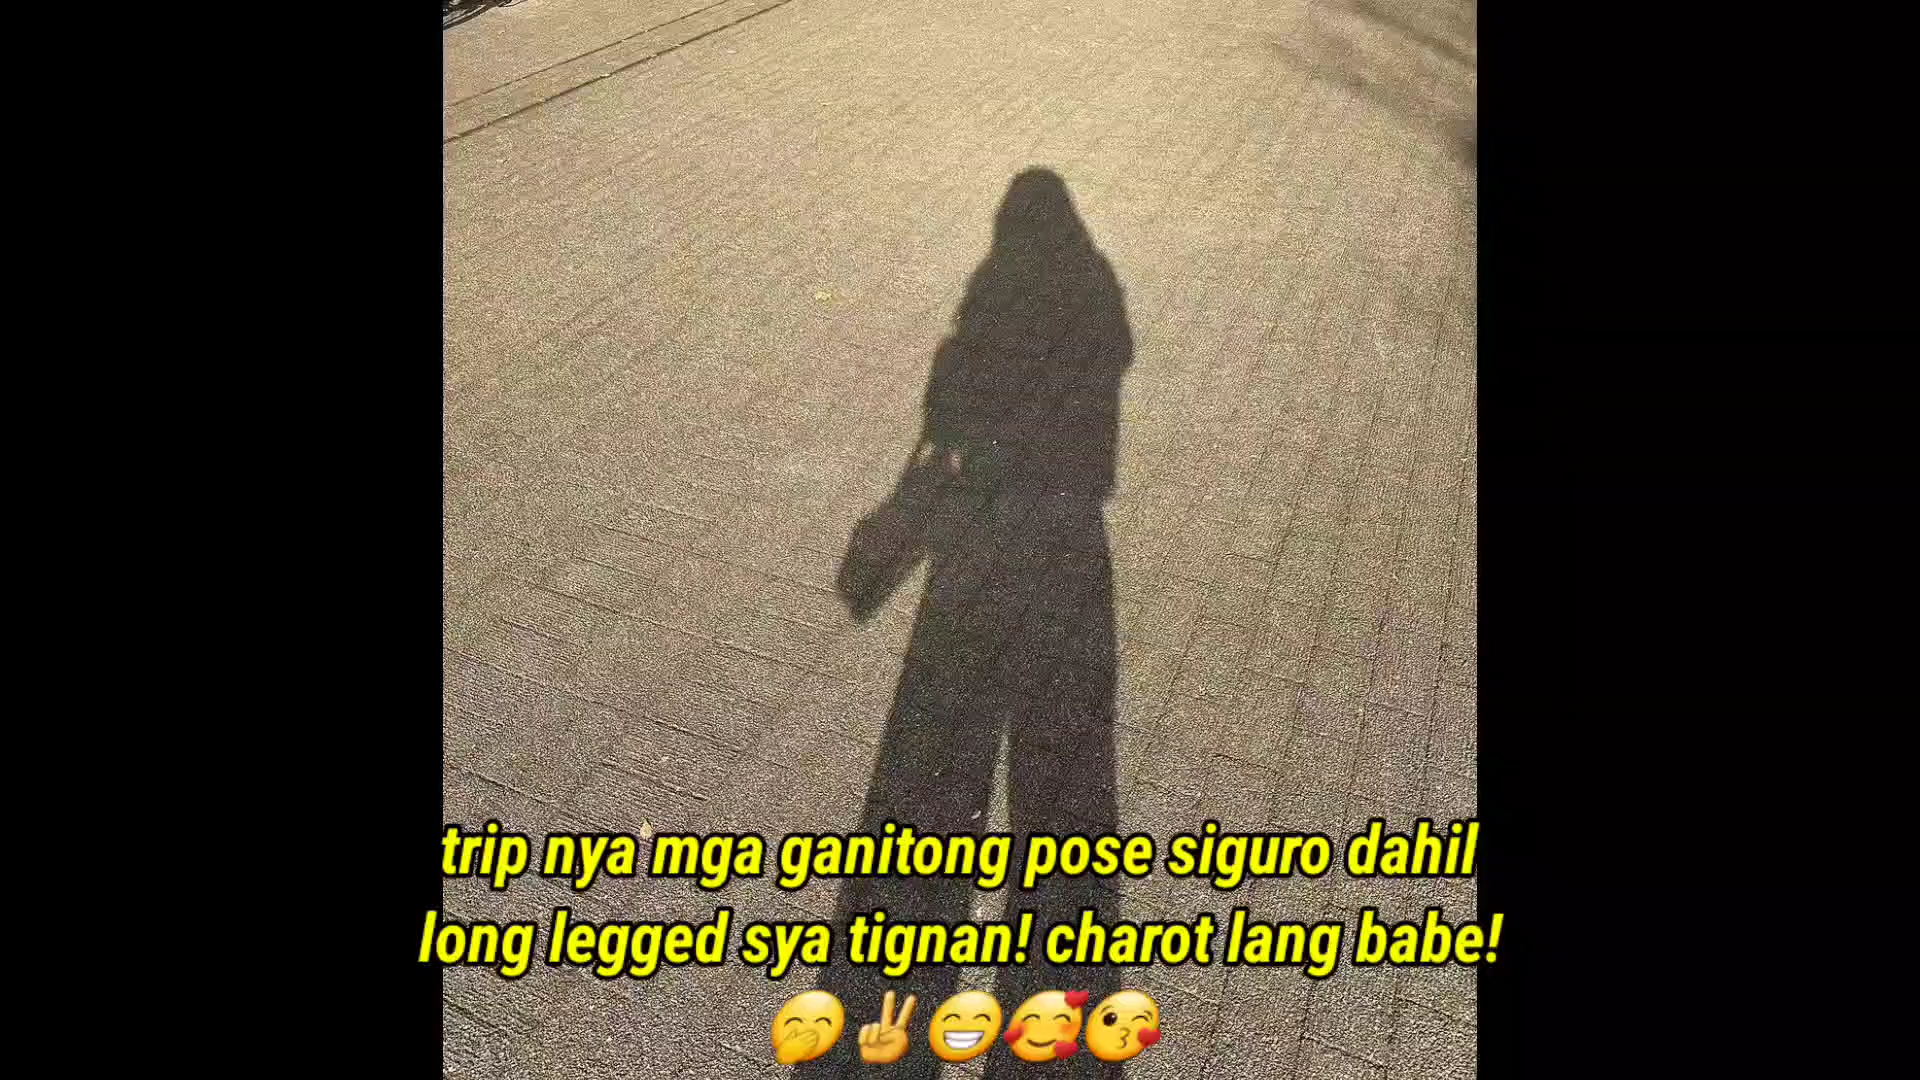 trip nya mga ganitong pose siguro dahil
long legged sya tignan! charot lang babe!
🤭✌️😁🥰😘